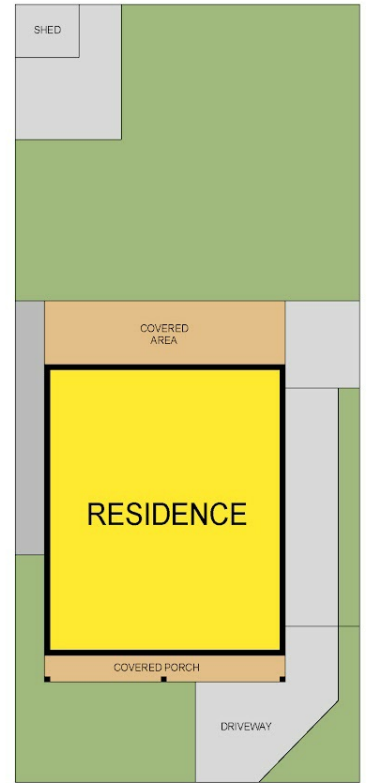 SHED
COVERED
AREA
RESIDENCE
COVERED PORCH
DRIVEWAY